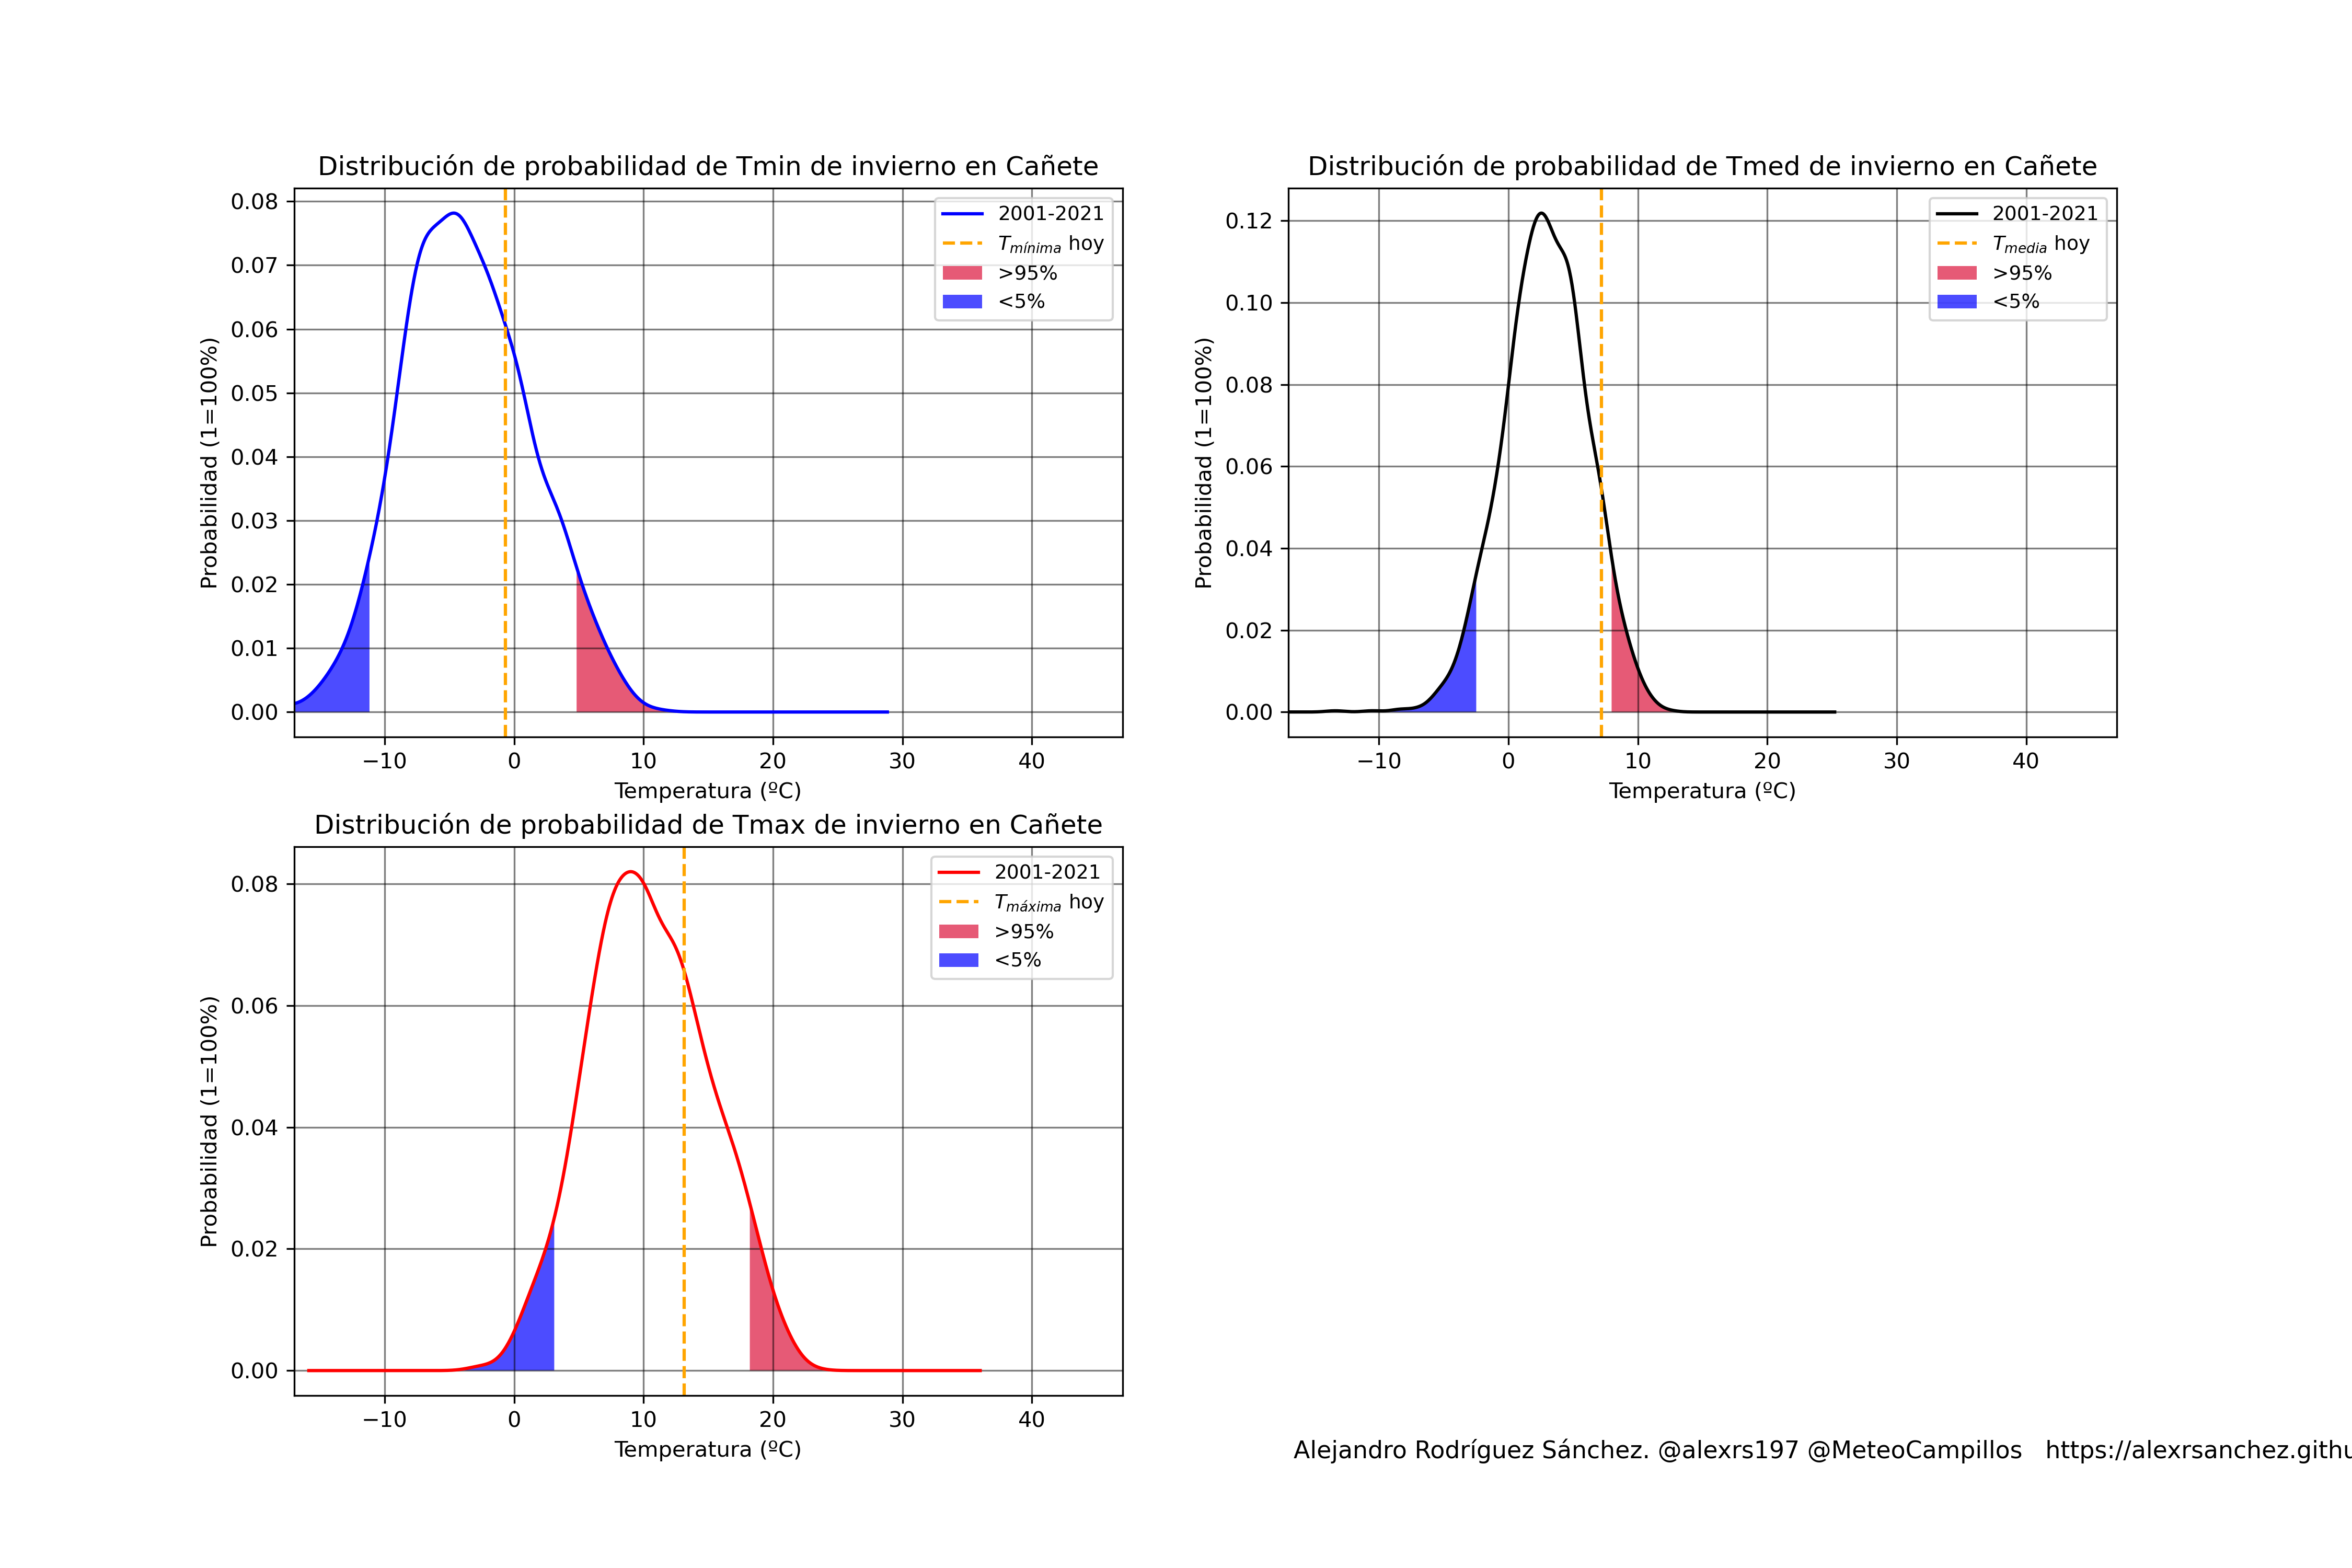 Distribución de probabilidad de Tmin de invierno en Cañete
Probabilidad (1=100%)
0.08
0.07
0.06
0.05
0.04
0.03
0.02
0.01
0.00
2001-2021
Tmínima hoy
>95%
<5%
−10 0 10 20 30 40
Temperatura (ºC)
Distribución de probabilidad de Tmed de invierno en Cañete
Probabilidad (1=100%)
0.12
0.10
0.08
0.06
0.04
0.02
0.00
2001-2021
Tmedia hoy
>95%
<5%
−10 0 10 20 30 40
Temperatura (ºC)
Distribución de probabilidad de Tmax de invierno en Cañete
Probabilidad (1=100%)
0.08
0.06
0.04
0.02
0.00
2001-2021
Tmáxima hoy
>95%
<5%
−10 0 10 20 30 40
Temperatura (ºC)
Alejandro Rodríguez Sánchez. @alexrs197 @MeteoCampillos https://alexrsanchez.githu